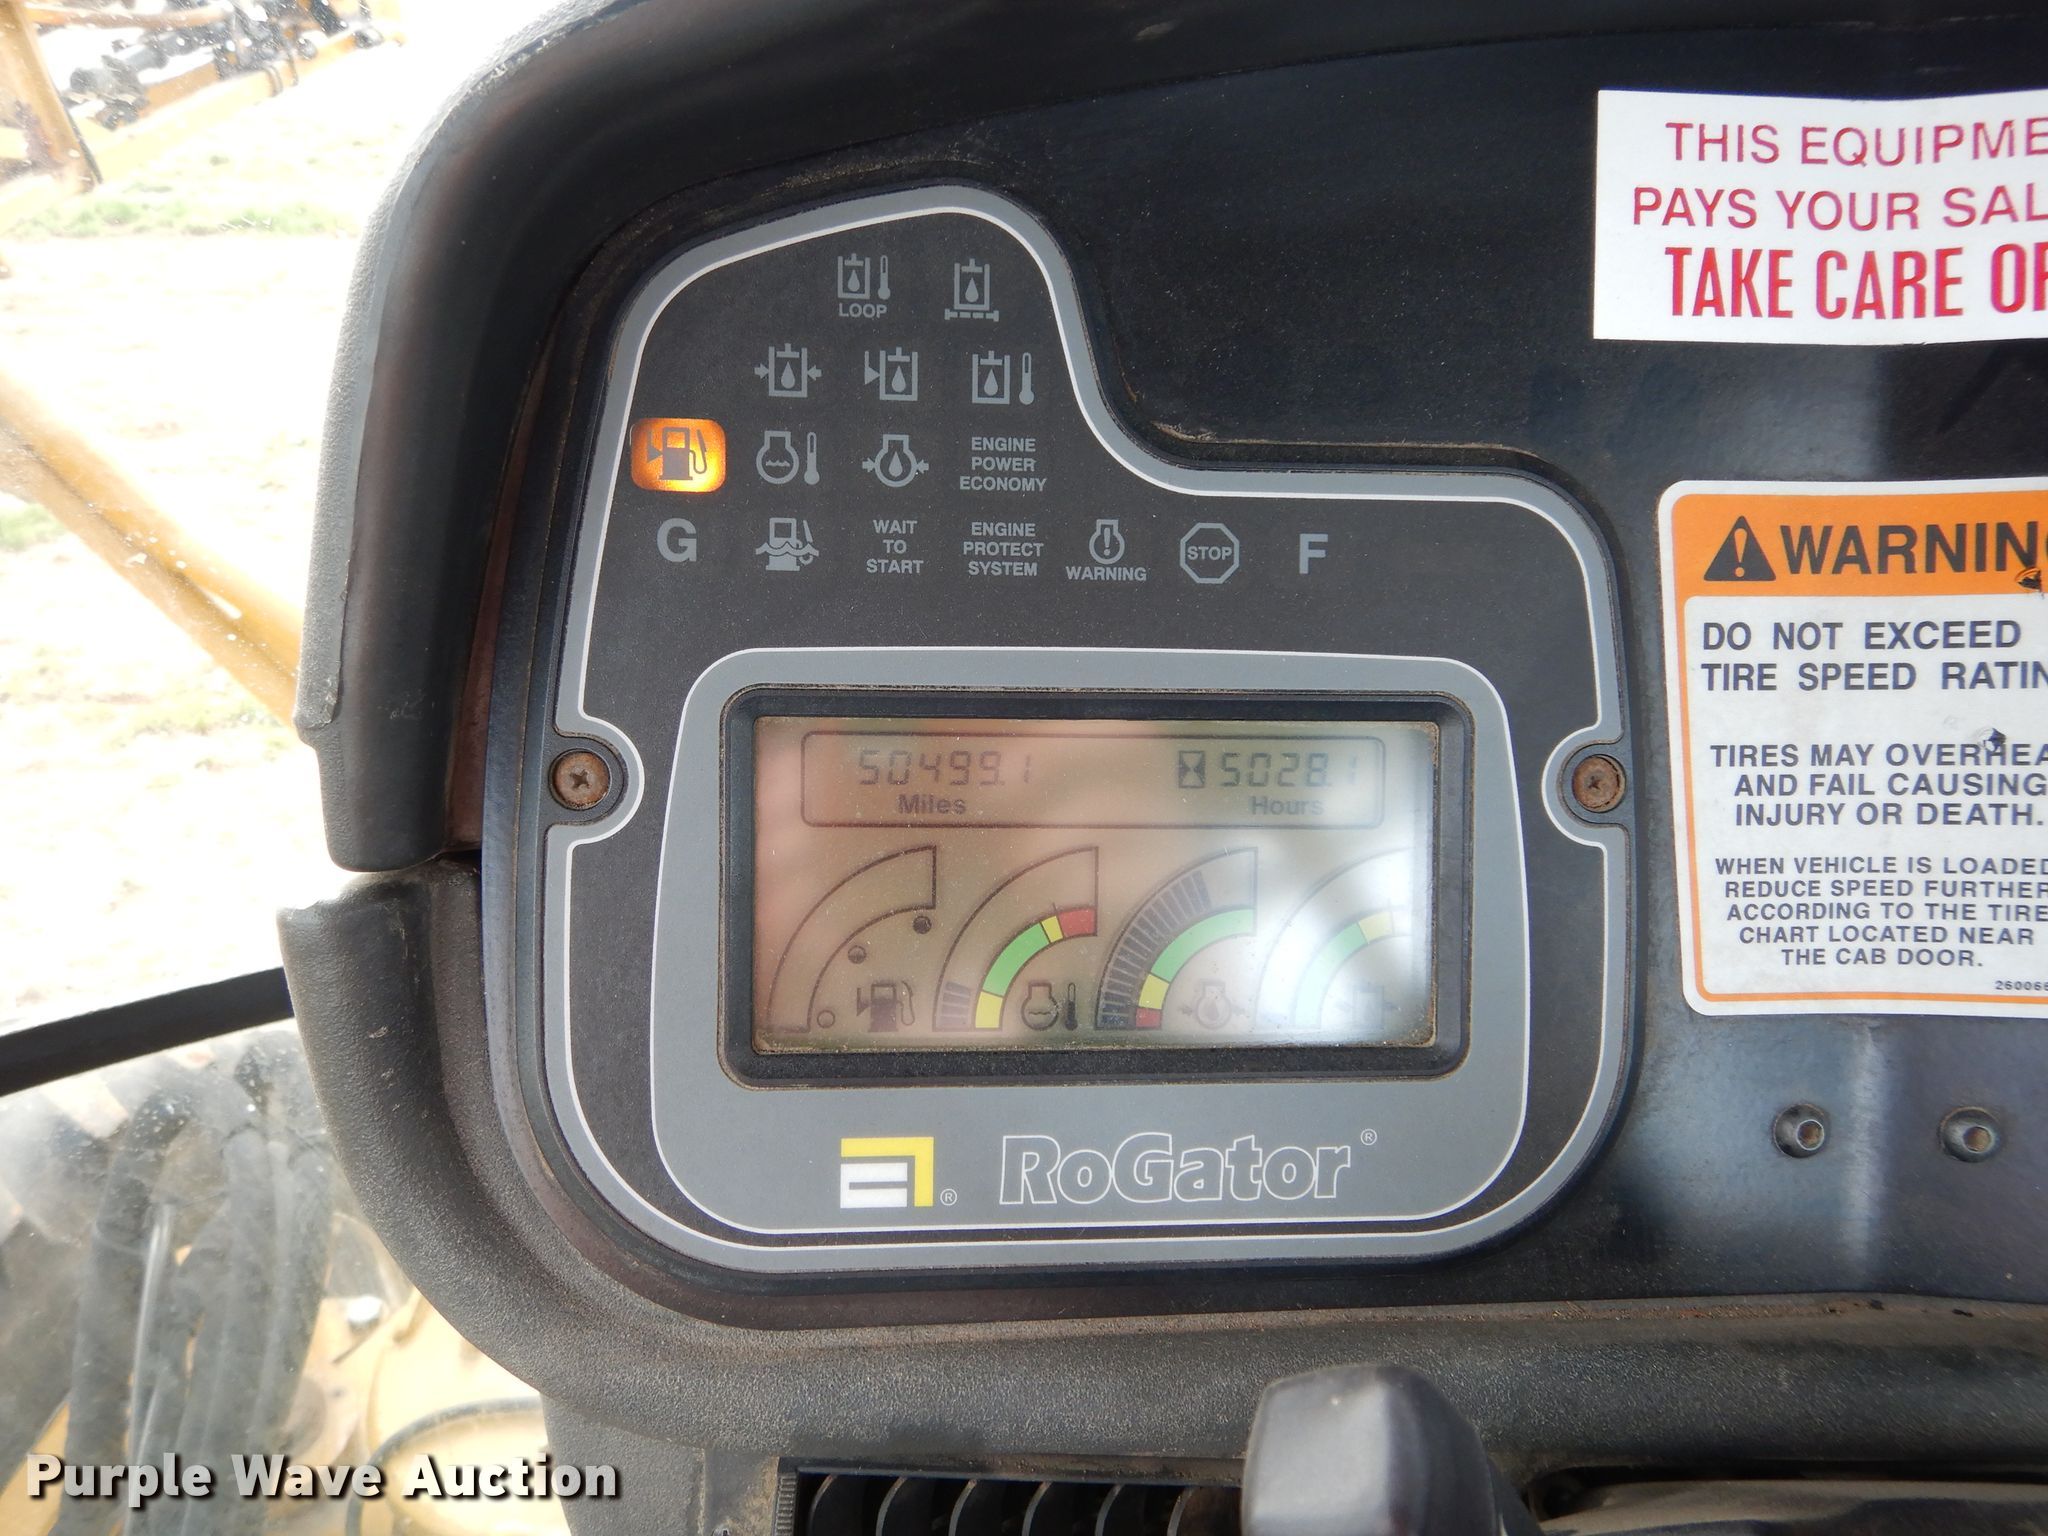 THIS EQUIPME
PAYS YOUR SAL
TAKE CARE OF
LOOP
ENGINE
POWER
ECONOMY
G
WAIT
TO
START
ENGINE
PROTECT
SYSTEM
WARNING
STOP
F
50499.1
Miles
5028.1
Hours
RoGator®
®
WARNING
DO NOT EXCEED
TIRE SPEED RATIN
TIRES MAY OVERHEA
AND FAIL CAUSING
INJURY OR DEATH.
WHEN VEHICLE IS LOADED
REDUCE SPEED FURTHER
ACCORDING TO THE TIRE
CHART LOCATED NEAR
THE CAB DOOR.
260066
Purple Wave Auction